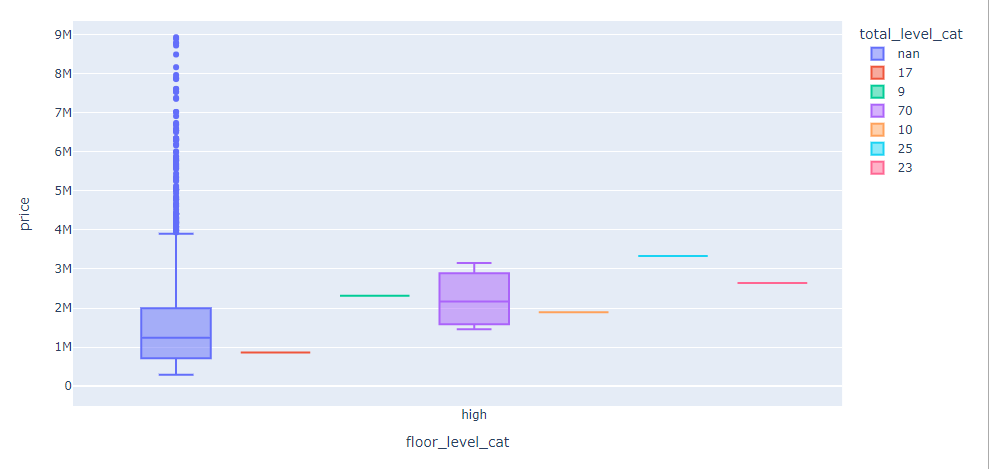 total_level_cat
nan
17
9
70
10
25
23
9M
8M
7M
6M
5M
4M
3M
2M
1M
0
price
high
floor_level_cat